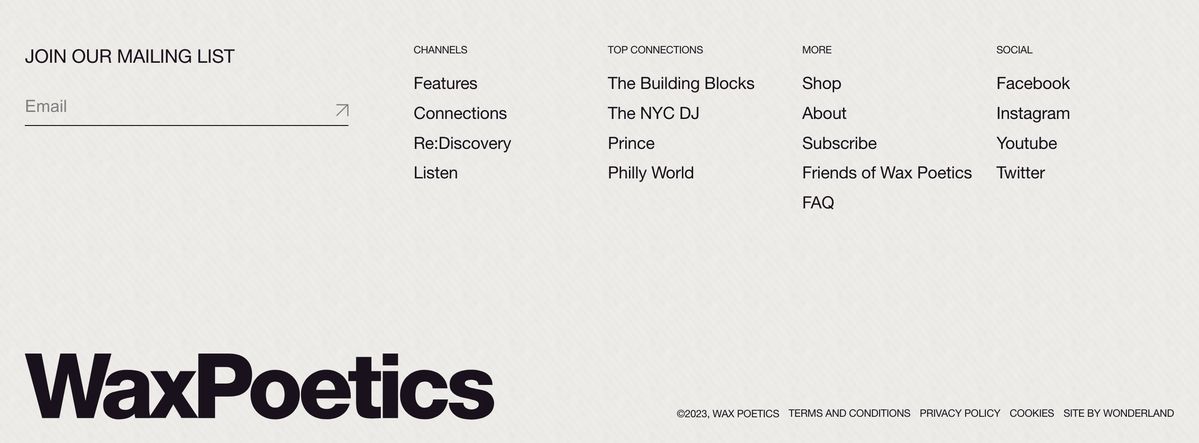 JOIN OUR MAILING LIST
Email
CHANNELS
Features
Connections
Re:Discovery
Listen
TOP CONNECTIONS
The Building Blocks
The NYC DJ
Prince
Philly World
MORE
Shop
About
Subscribe
Friends of Wax Poetics
FAQ
SOCIAL
Facebook
Instagram
Youtube
Twitter
WaxPoetics
©2023, WAX POETICS TERMS AND CONDITIONS PRIVACY POLICY COOKIES SITE BY WONDERLAND